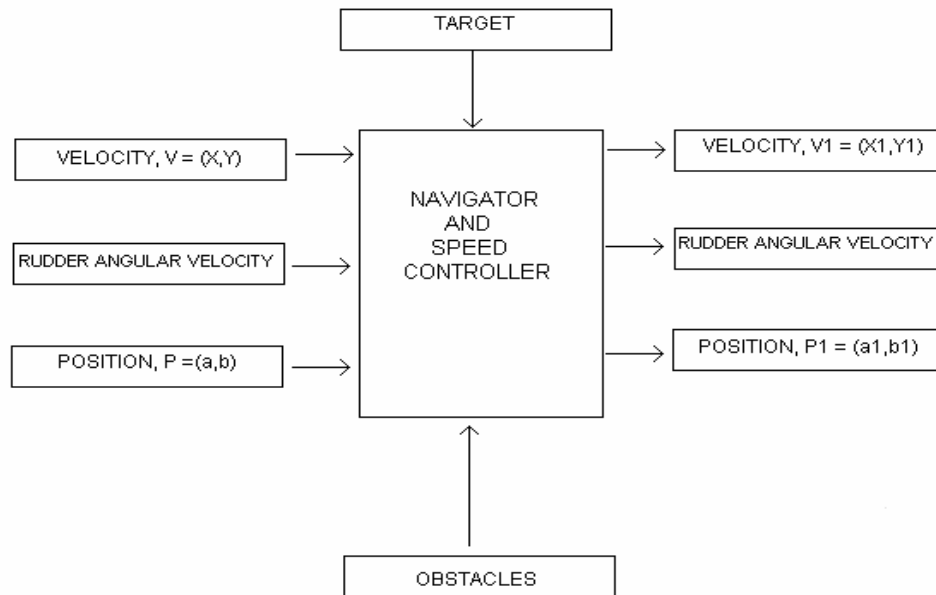 TARGET
VELOCITY, V = (X,Y)
VELOCITY, V1 = (X1,Y1)
NAVIGATOR
AND
SPEED
CONTROLLER
RUDDER ANGULAR VELOCITY
RUDDER ANGULAR VELOCITY
POSITION, P =(a,b)
POSITION, P1 = (a1,b1)
OBSTACLES